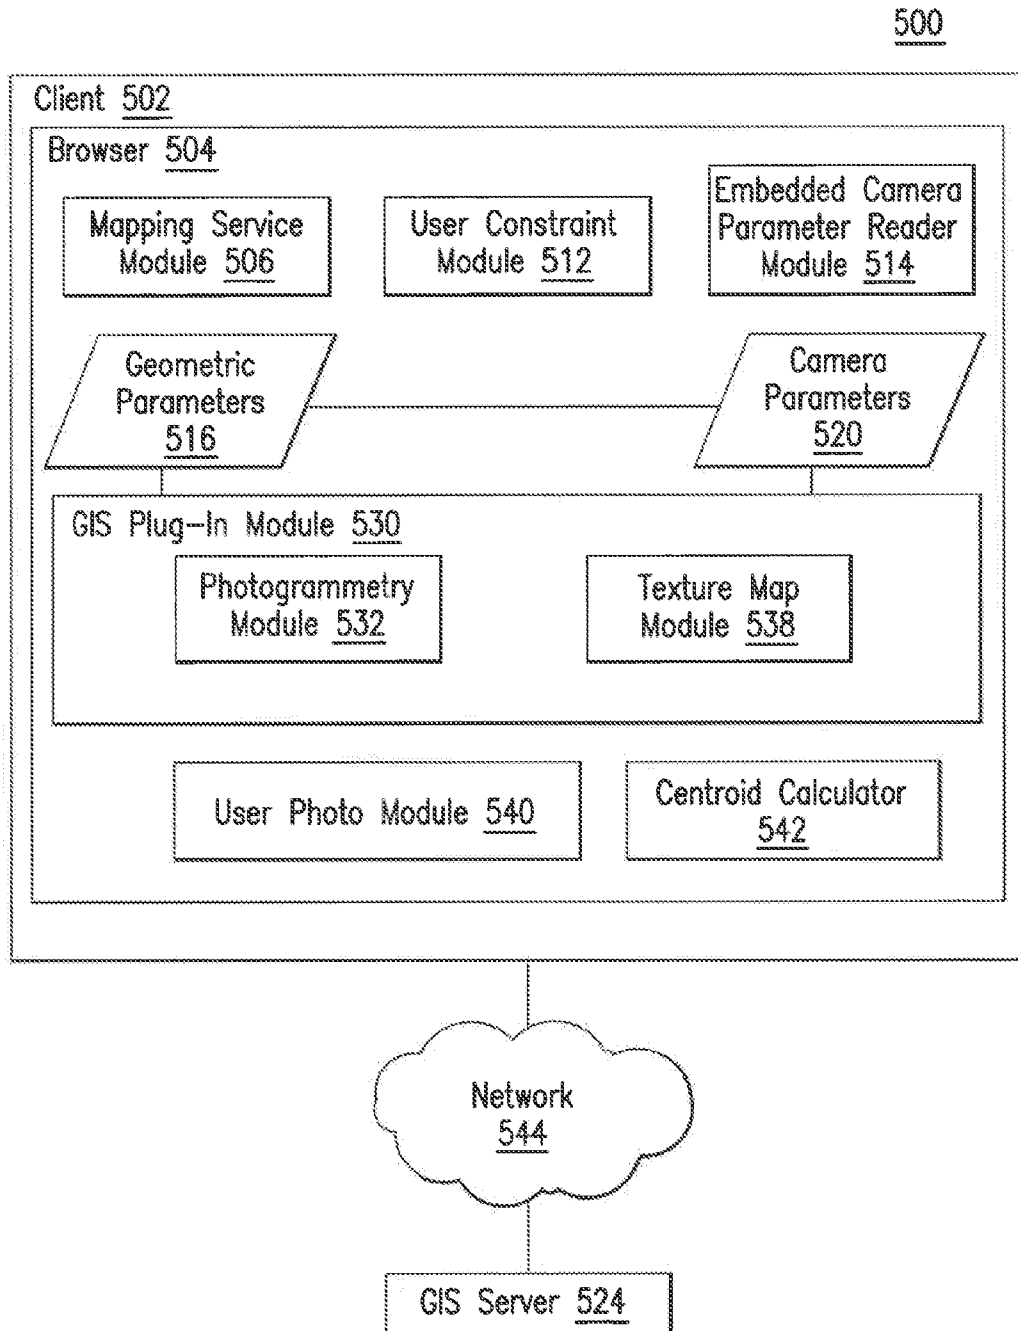 500
Client 502
Browser 504
Mapping Service
Module 506
User Constraint
Module 512
Embedded Camera
Parameter Reader
Module 514
Geometric
Parameters
516
Camera
Parameters
520
GIS Plug-In Module 530
Photogrammetry
Module 532
Texture Map
Module 538
User Photo Module 540
Centroid Calculator
542
Network
544
GIS Server 524